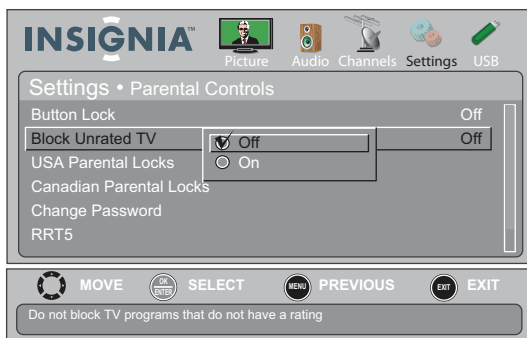 INSIGNIA™
Picture Audio Channels Settings USB
Settings • Parental Controls
Button Lock Off
Block Unrated TV Off
Off
On
USA Parental Locks
Canadian Parental Locks
Change Password
RRT5
MOVE OK ENTER SELECT MENU PREVIOUS EXIT EXIT
Do not block TV programs that do not have a rating